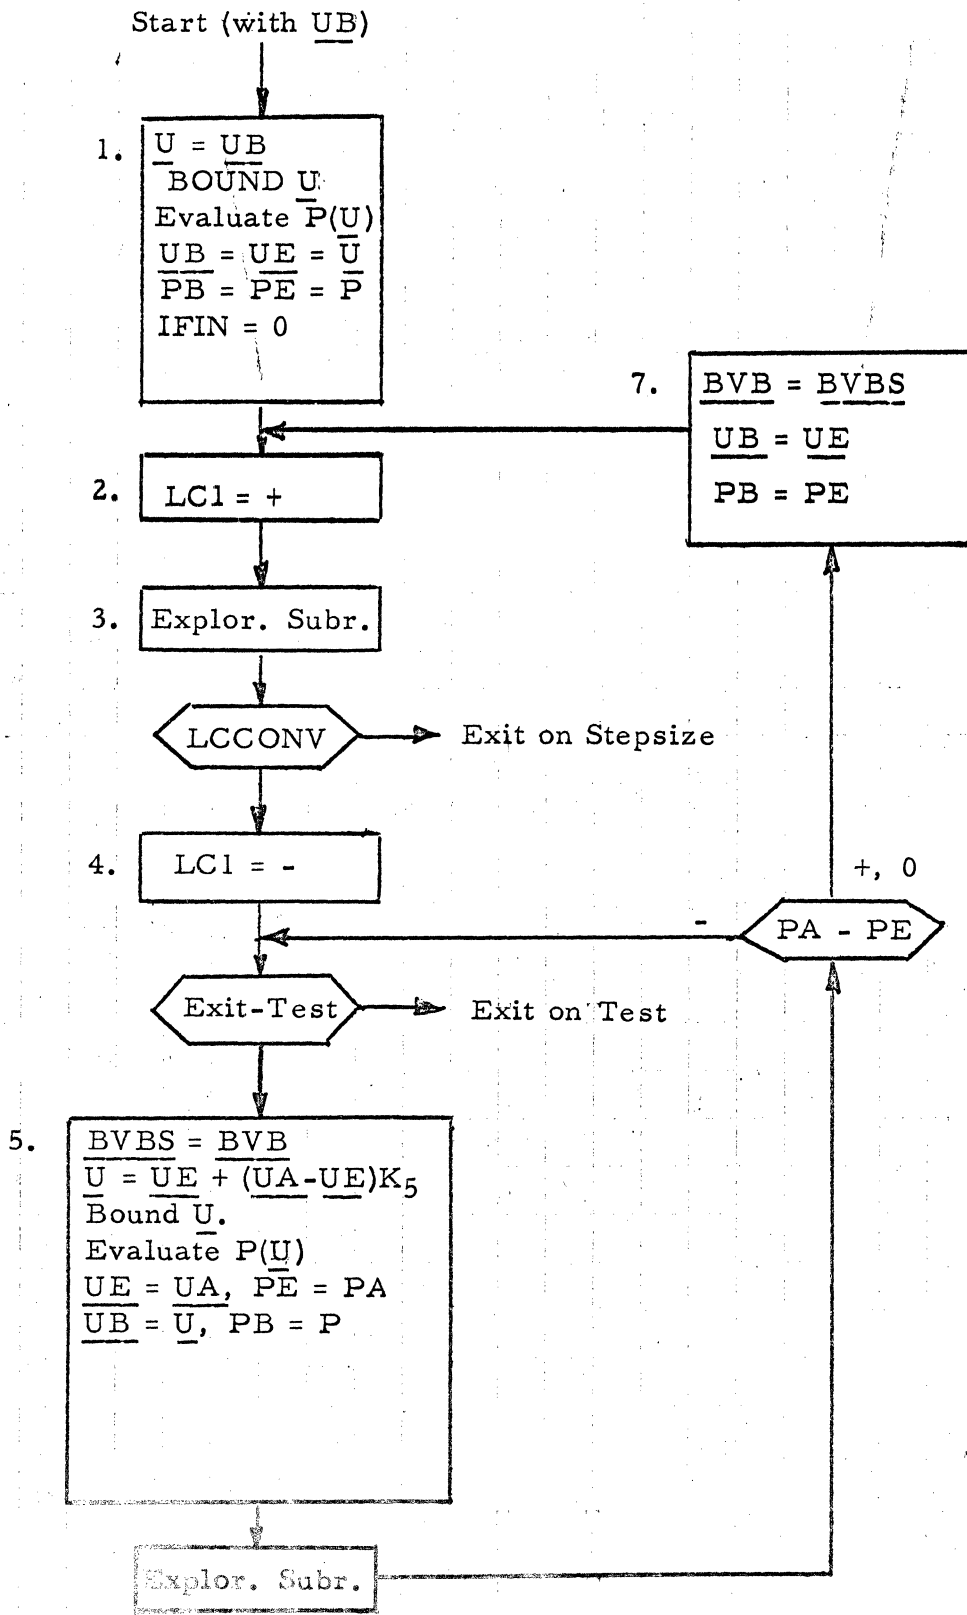 Start (with UB)
1.
U = UB
BOUND U
Evaluate P(U)
UB = UE = U
PB = PE = P
IFIN = 0
7.
BVB = BVBS
UB = UE
PB = PE
2.
LC1 = +
3.
Explor. Subr.
LCCONV
Exit on Stepsize
4.
LC1 = -
+, 0
-
PA - PE
Exit-Test
Exit on Test
5.
BVBS = BVB
U = UE + (UA-UE)K5
Bound U.
Evaluate P(U)
UE = UA, PE = PA
UB = U, PB = P
Explor. Subr.